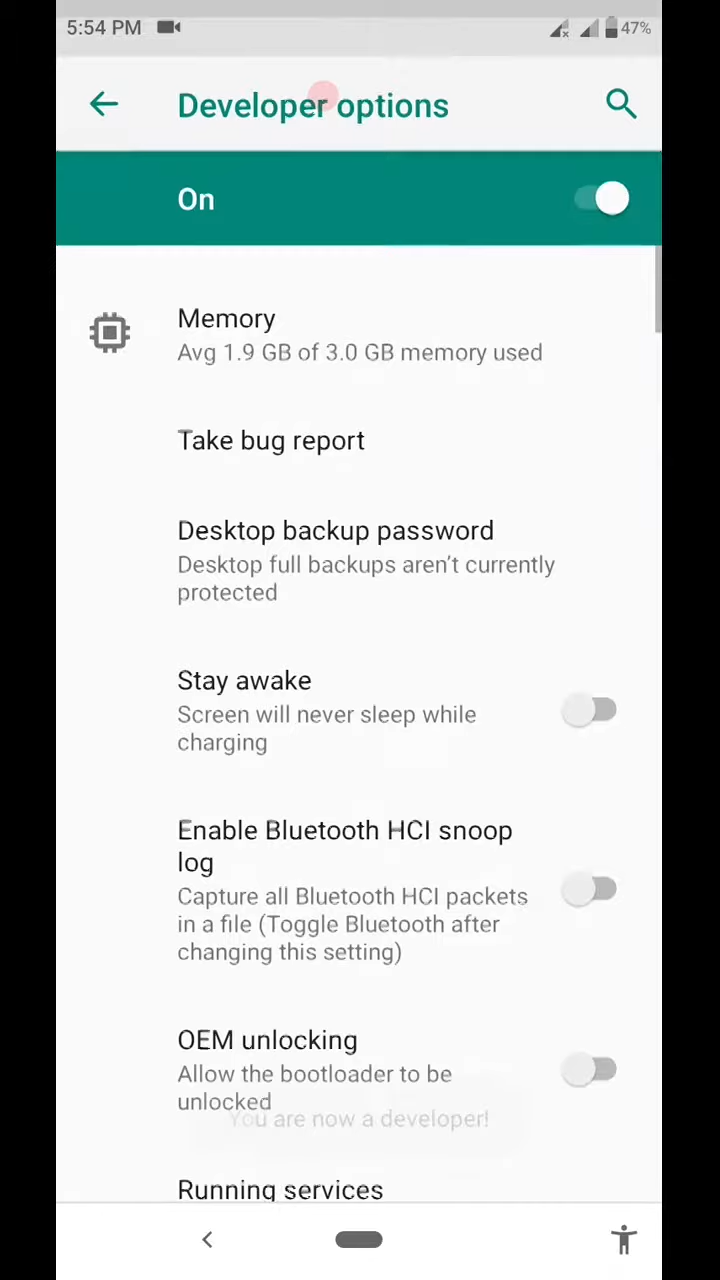 5:54 PM
47%
Developer options
On
Memory
Avg 1.9 GB of 3.0 GB memory used
Take bug report
Desktop backup password
Desktop full backups aren’t currently
protected
Stay awake
Screen will never sleep while
charging
Enable Bluetooth HCI snoop
log
Capture all Bluetooth HCI packets
in a file (Toggle Bluetooth after
changing this setting)
OEM unlocking
Allow the bootloader to be
unlocked
You are now a developer!
Running services